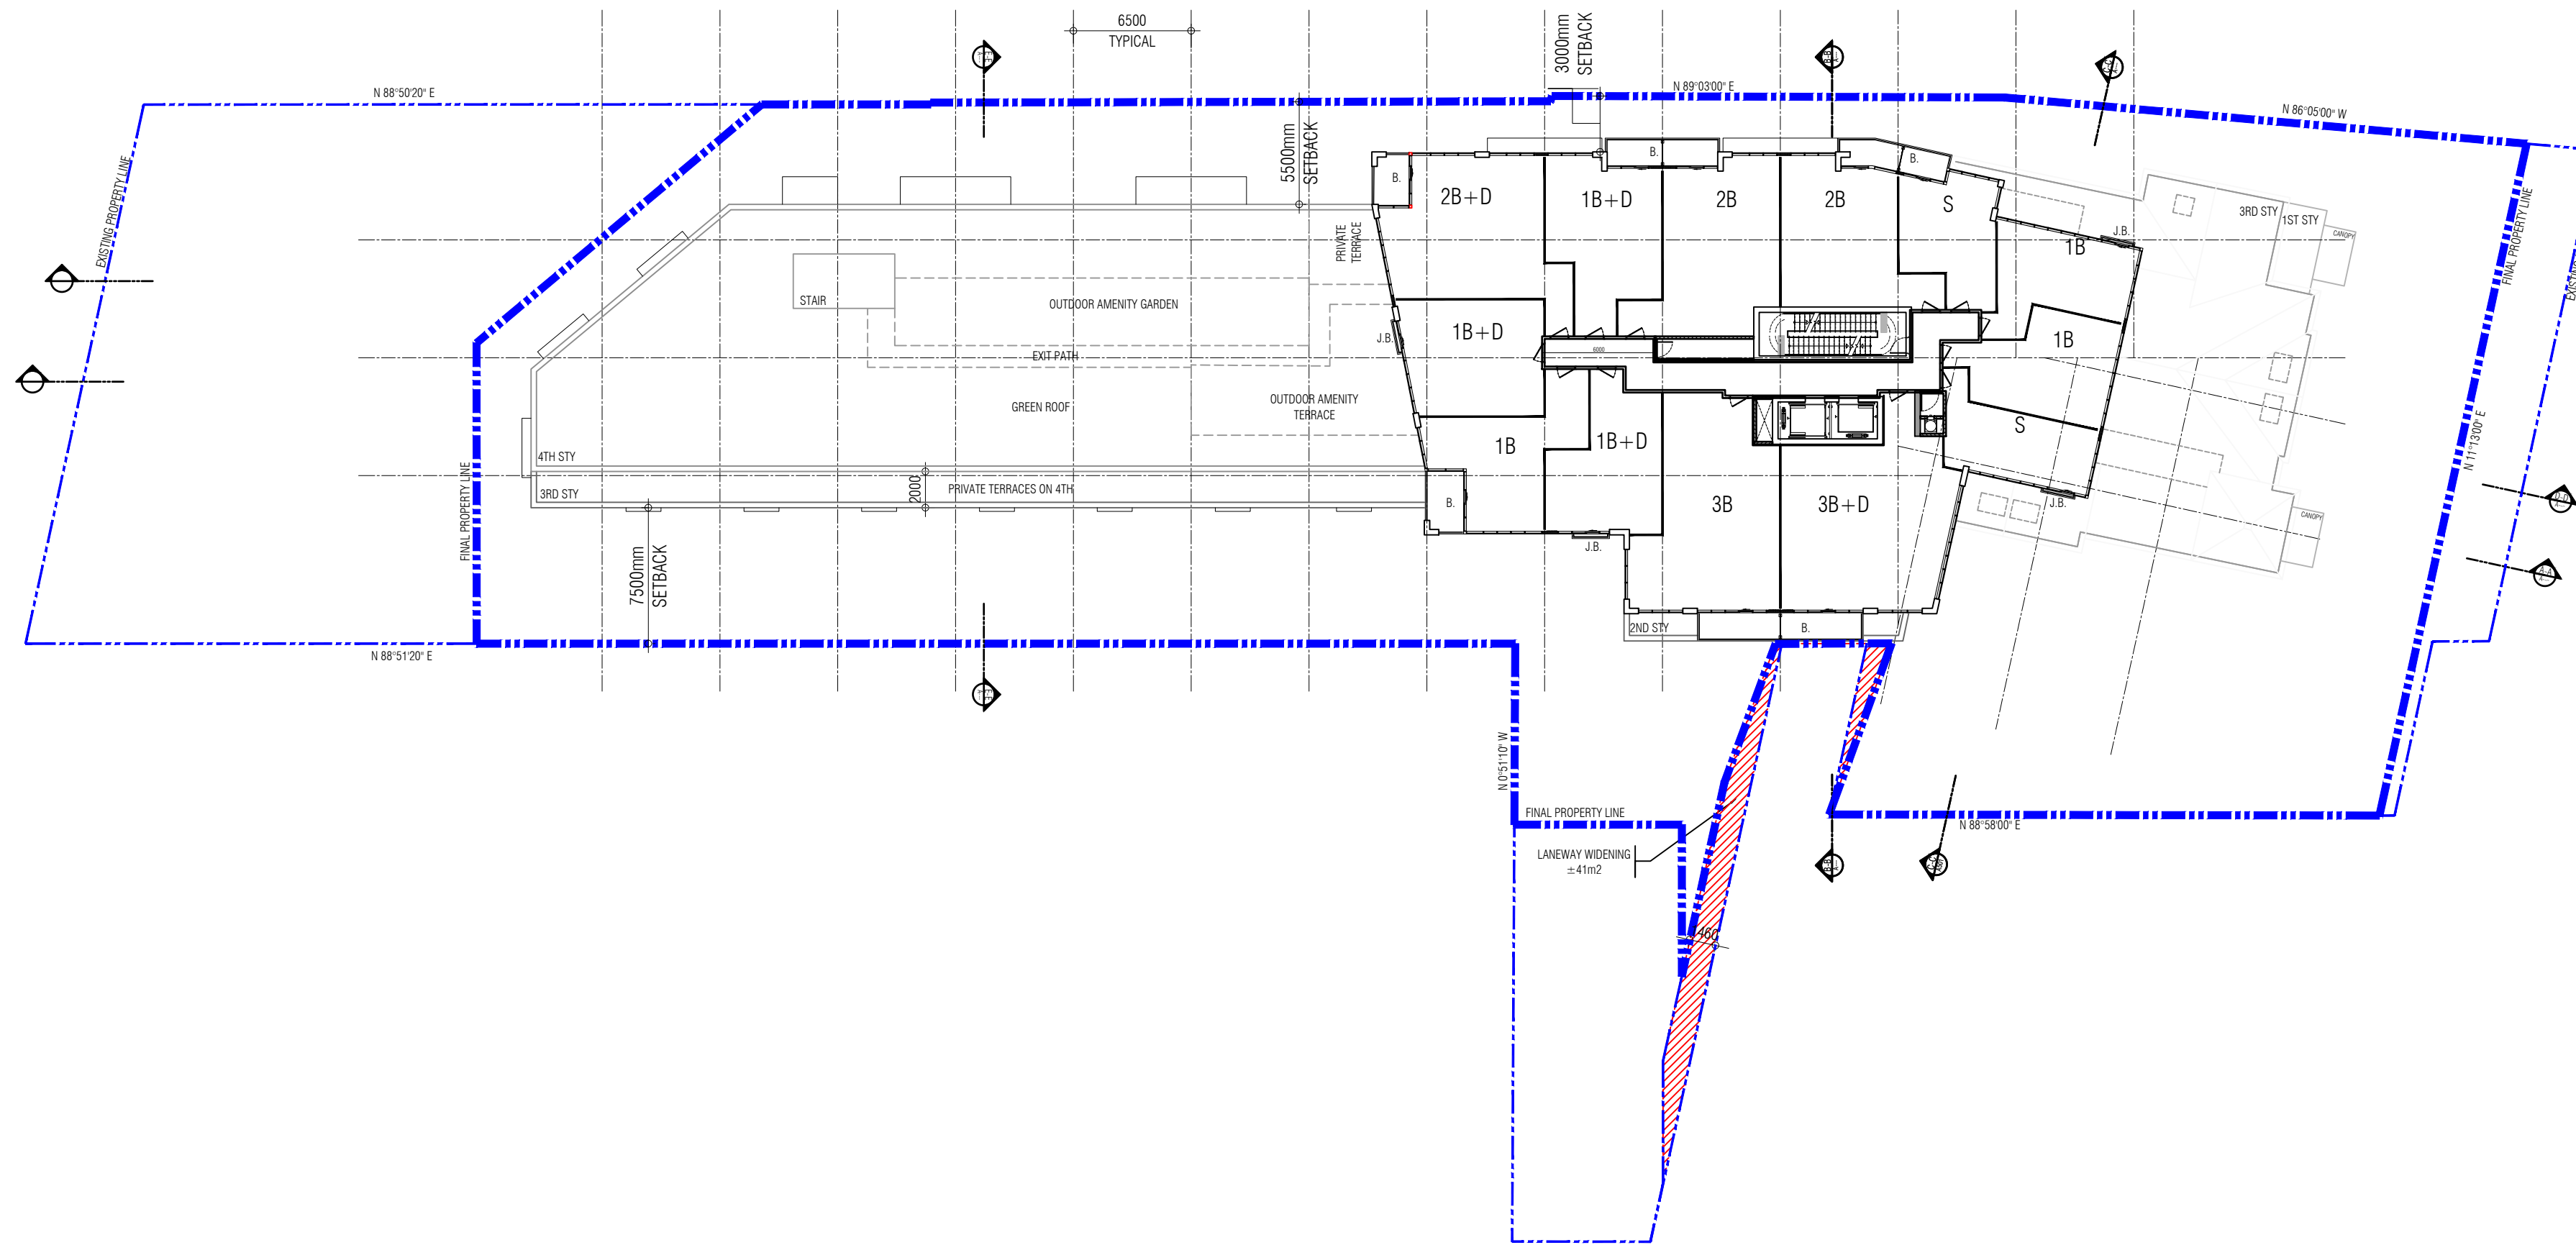 6500
TYPICAL
3000mm
SETBACK
N 88°50'20" E
N 89°03'00" E
N 86°05'00" W
EXISTING PROPERTY LINE
5500mm
SETBACK
B.
B.
B.
2B+D
1B+D
2B
2B
S
3RD STY
1ST STY
CANOPY
J.B.
1B
FINAL PROPERTY LINE
PRIVATE
TERRACE
STAIR
OUTDOOR AMENITY GARDEN
1B+D
J.B.
1B
EXIT PATH
6000
GREEN ROOF
OUTDOOR AMENITY
TERRACE
1B
1B+D
S
N 11°13'00" E
4TH STY
3RD STY
2000
PRIVATE TERRACES ON 4TH
B.
3B
3B+D
J.B.
CANOPY
FINAL PROPERTY LINE
J.B.
7500mm
SETBACK
2ND STY
B.
N 88°51'20" E
N 0°51'10" W
FINAL PROPERTY LINE
N 88°58'00" E
LANEWAY WIDENING
±41m2
B-B
C-C
B-B
C-C